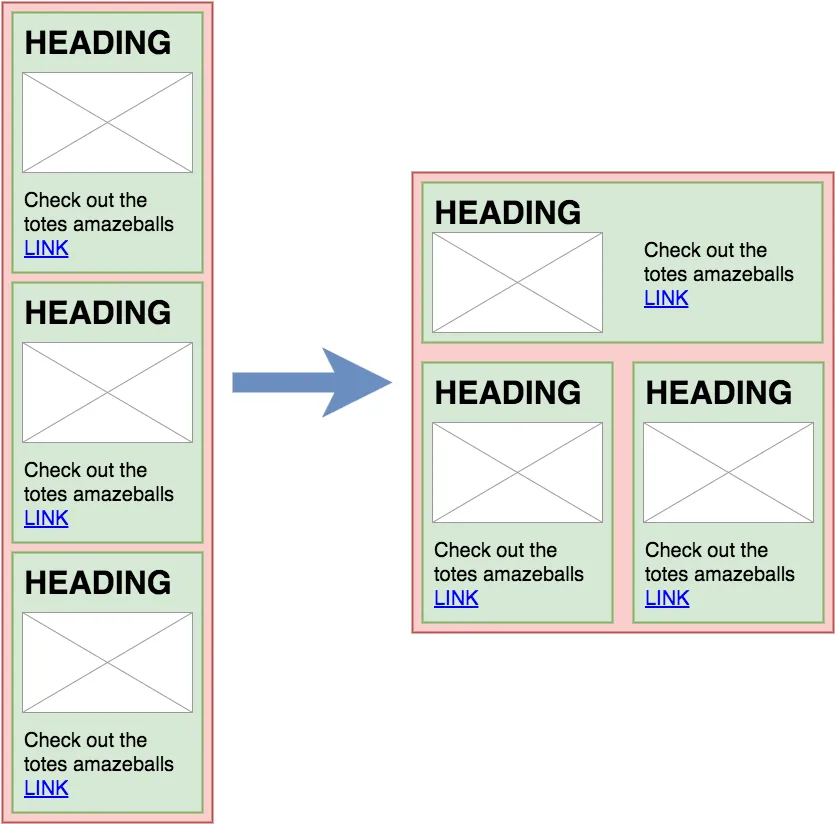 HEADING
Check out the
totes amazeballs
LINK
HEADING
Check out the
totes amazeballs
LINK
HEADING
Check out the
totes amazeballs
LINK
HEADING
Check out the
totes amazeballs
LINK
HEADING
Check out the
totes amazeballs
LINK
HEADING
Check out the
totes amazeballs
LINK